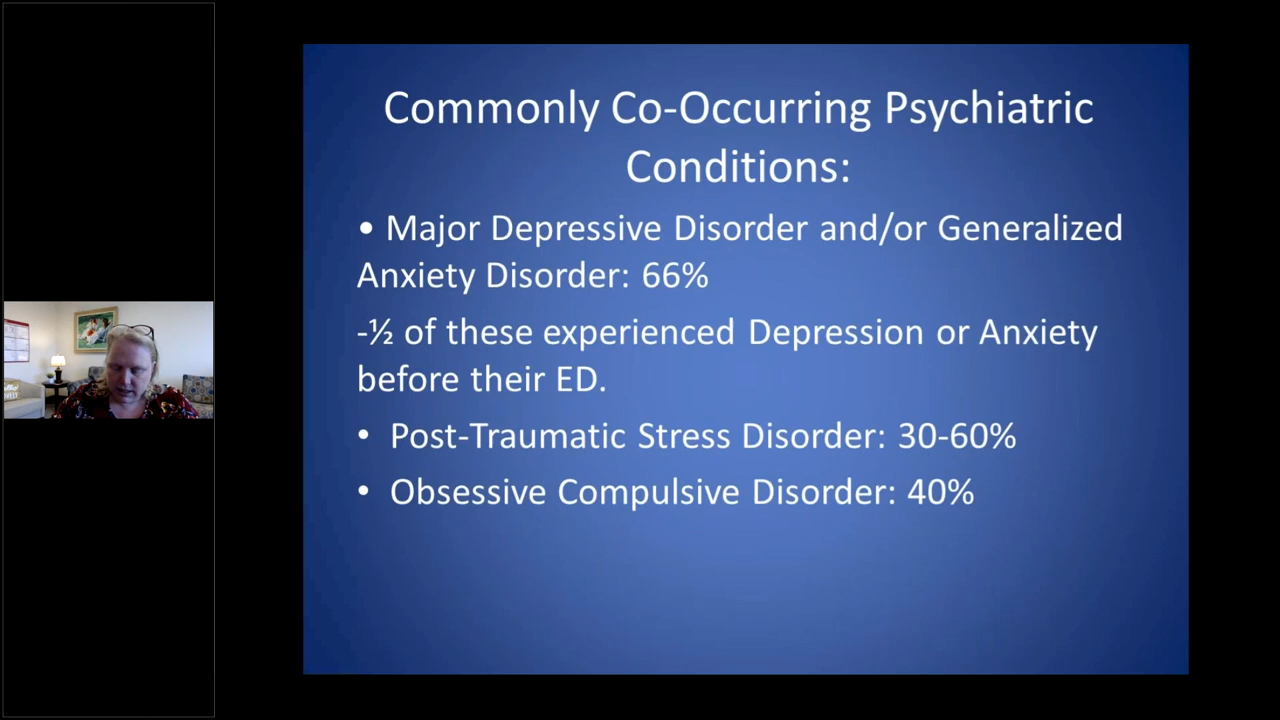 Commonly Co-Occurring Psychiatric
Conditions:
• Major Depressive Disorder and/or Generalized
Anxiety Disorder: 66%
-½ of these experienced Depression or Anxiety
before their ED.
• Post-Traumatic Stress Disorder: 30-60%
• Obsessive Compulsive Disorder: 40%